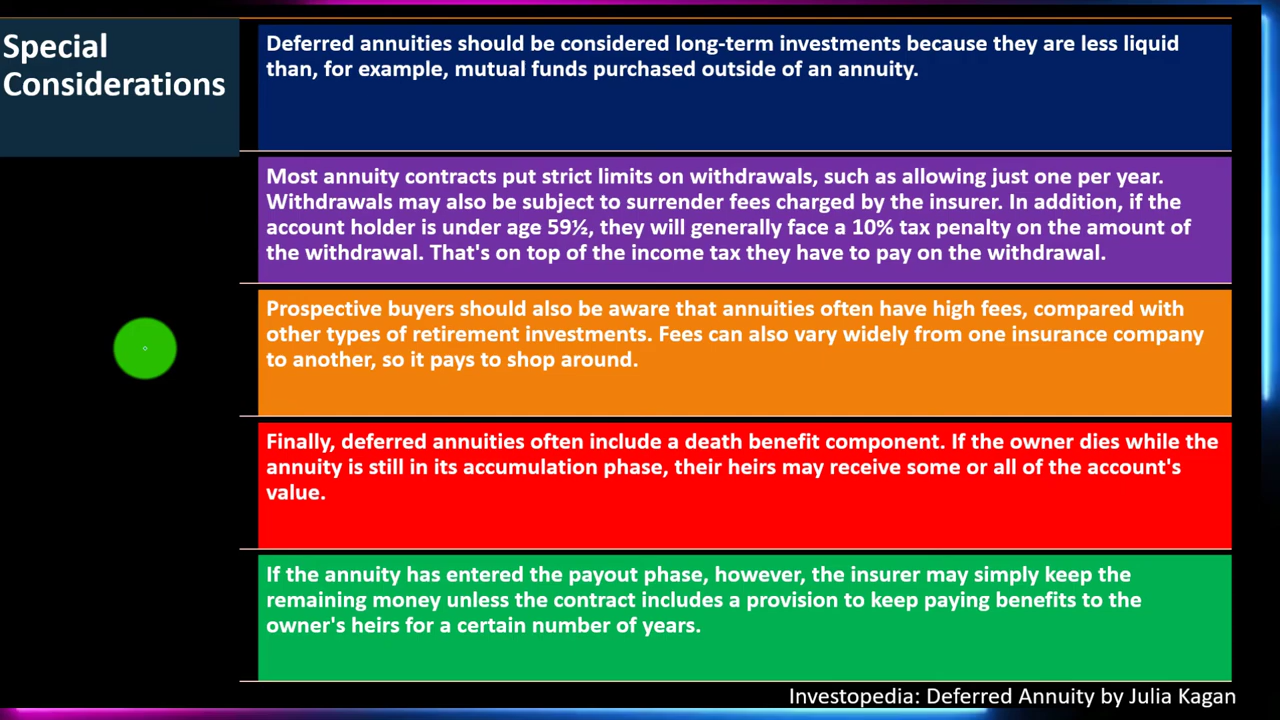 Special
Considerations
Deferred annuities should be considered long-term investments because they are less liquid
than, for example, mutual funds purchased outside of an annuity.
Most annuity contracts put strict limits on withdrawals, such as allowing just one per year.
Withdrawals may also be subject to surrender fees charged by the insurer. In addition, if the
account holder is under age 59½, they will generally face a 10% tax penalty on the amount of
the withdrawal. That's on top of the income tax they have to pay on the withdrawal.
Prospective buyers should also be aware that annuities often have high fees, compared with
other types of retirement investments. Fees can also vary widely from one insurance company
to another, so it pays to shop around.
Finally, deferred annuities often include a death benefit component. If the owner dies while the
annuity is still in its accumulation phase, their heirs may receive some or all of the account's
value.
If the annuity has entered the payout phase, however, the insurer may simply keep the
remaining money unless the contract includes a provision to keep paying benefits to the
owner's heirs for a certain number of years.
Investopedia: Deferred Annuity by Julia Kagan